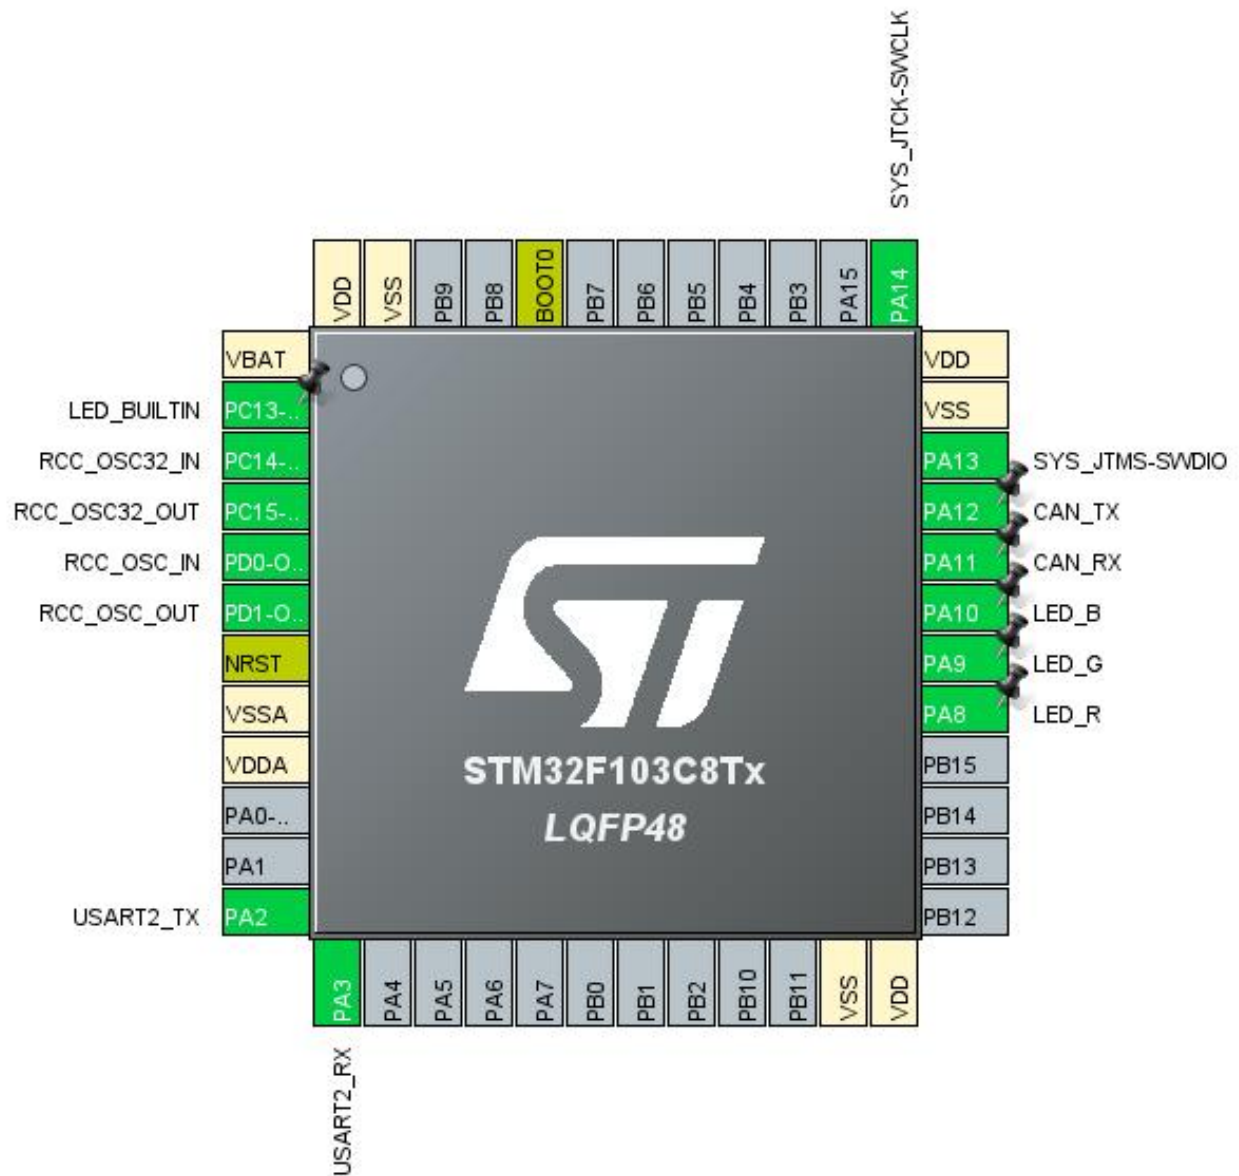 SYS_JTCK-SWCLK
VDD
VSS
PB9
PB8
BOOT0
PB7
PB6
PB5
PB4
PB3
PA15
PA14
VBAT
LED_BUILTIN PC13-..
RCC_OSC32_IN PC14-..
RCC_OSC32_OUT PC15-..
RCC_OSC_IN PD0-O..
RCC_OSC_OUT PD1-O..
NRST
VSSA
VDDA
PA0-..
PA1
USART2_TX PA2
VDD
VSS
PA13 SYS_JTMS-SWDIO
PA12 CAN_TX
PA11 CAN_RX
PA10 LED_B
PA9 LED_G
PA8 LED_R
PB15
PB14
PB13
PB12
STM32F103C8Tx
LQFP48
PA3
PA4
PA5
PA6
PA7
PB0
PB1
PB2
PB10
PB11
VSS
VDD
USART2_RX